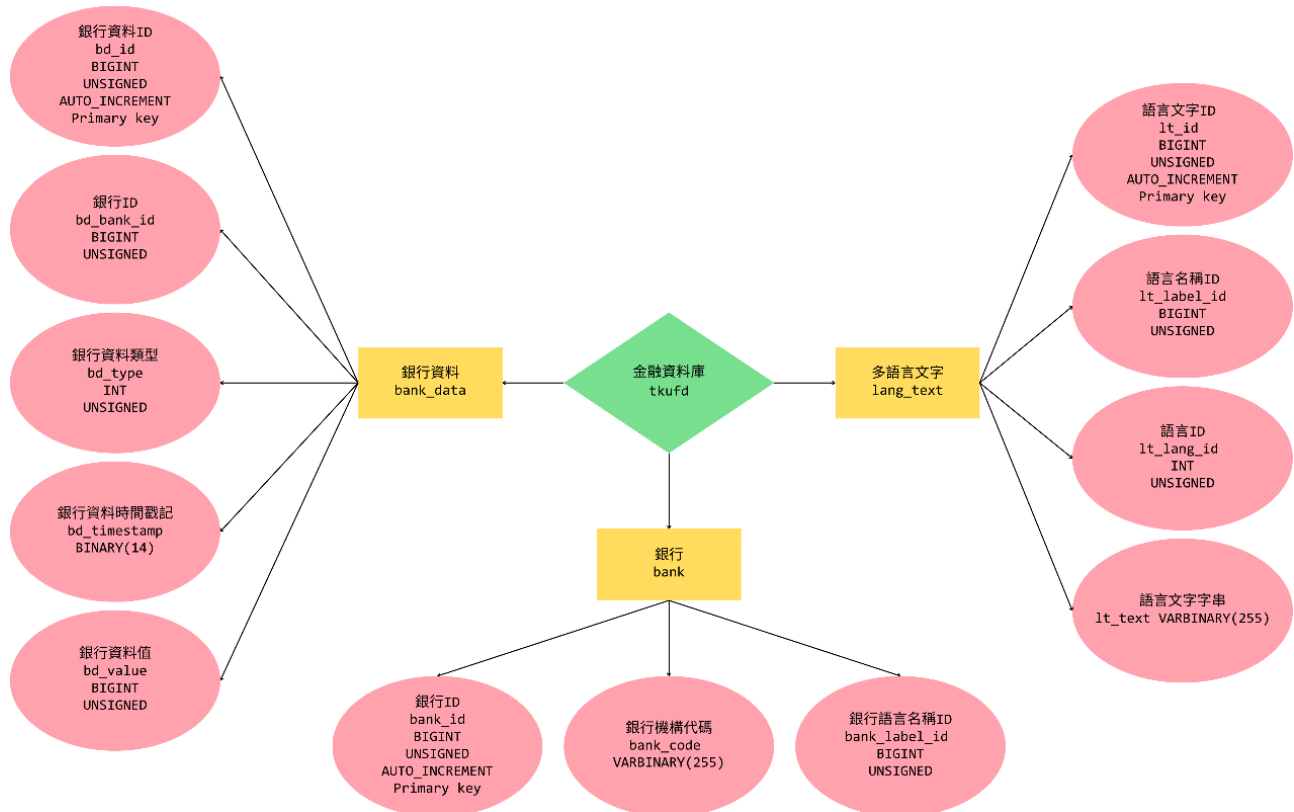 銀行資料ID
bd_id
BIGINT
UNSIGNED
AUTO_INCREMENT
Primary key
銀行ID
bd_bank_id
BIGINT
UNSIGNED
銀行資料類型
bd_type
INT
UNSIGNED
銀行資料時間戳記
bd_timestamp
BINARY(14)
銀行資料值
bd_value
BIGINT
UNSIGNED
銀行資料
bank_data
金融資料庫
tkufd
多語言文字
lang_text
銀行
bank
銀行ID
bank_id
BIGINT
UNSIGNED
AUTO_INCREMENT
Primary key
銀行機構代碼
bank_code
VARBINARY(255)
銀行語言名稱ID
bank_label_id
BIGINT
UNSIGNED
語言文字ID
lt_id
BIGINT
UNSIGNED
AUTO_INCREMENT
Primary key
語言名稱ID
lt_label_id
BIGINT
UNSIGNED
語言ID
lt_lang_id
INT
UNSIGNED
語言文字字串
lt_text VARBINARY(255)